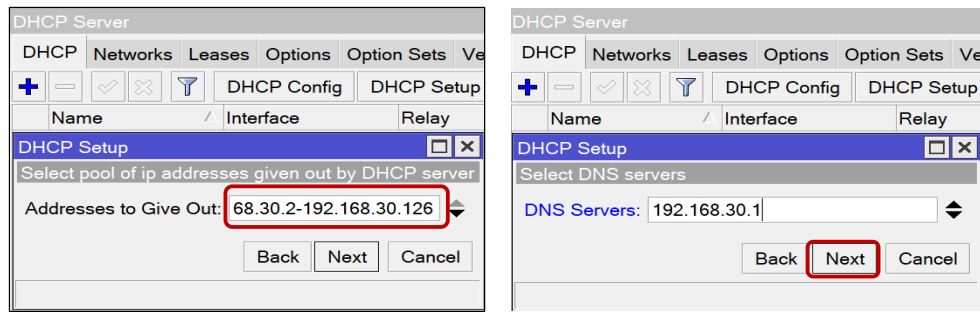 DHCP Server
DHCP Networks Leases Options Option Sets Ve
DHCP Config DHCP Setup
Name Interface Relay
DHCP Setup
Select pool of ip addresses given out by DHCP server
Addresses to Give Out: 68.30.2-192.168.30.126
Back Next Cancel
DHCP Server
DHCP Networks Leases Options Option Sets Ve
DHCP Config DHCP Setup
Name Interface Relay
DHCP Setup
Select DNS servers
DNS Servers: 192.168.30.1
Back Next Cancel